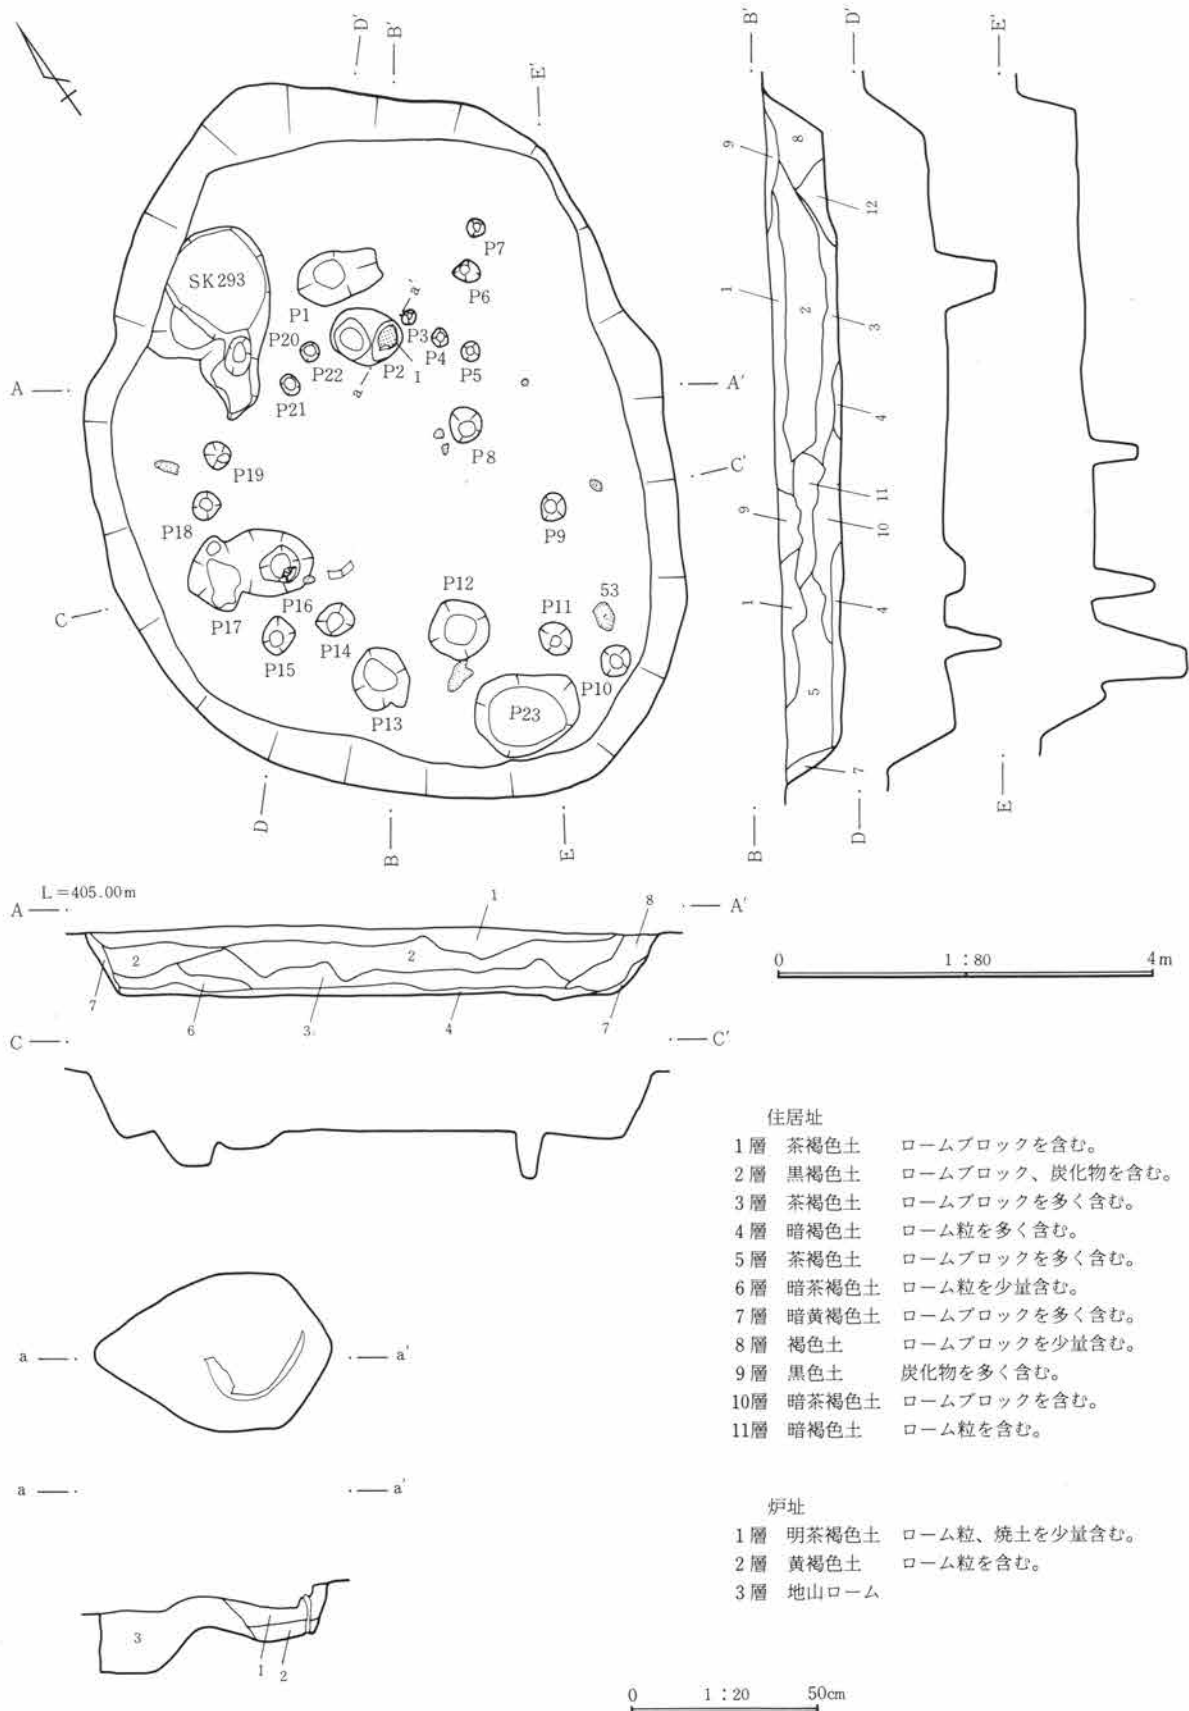 D'
B'
E'
SK293
P7
P6
a'
P1
P20
P3
P22
P2
P4
1
P5
a
P21
A
A'
P8
P19
C'
P18
P9
P12
53
P16
P11
C
P17
P14
P15
P10
P13
P23
D
B
E
B'
D'
E'
8
9
12
1
2
3
4
11
9
10
1
4
5
7
B
D
E
L=405.00m
A
1
8
A'
2
2
7
6
3
4
7
0 1:80 4m
C
C'
住居址
1層 茶褐色土 ロームブロックを含む。
2層 黒褐色土 ロームブロック、炭化物を含む。
3層 茶褐色土 ロームブロックを多く含む。
4層 暗褐色土 ローム粒を多く含む。
5層 茶褐色土 ロームブロックを多く含む。
6層 暗茶褐色土 ローム粒を少量含む。
7層 暗黄褐色土 ロームブロックを多く含む。
8層 褐色土 ロームブロックを少量含む。
9層 黒色土 炭化物を多く含む。
10層 暗茶褐色土 ロームブロックを含む。
11層 暗褐色土 ローム粒を含む。
a
a'
a
a'
炉址
1層 明茶褐色土 ローム粒、焼土を少量含む。
2層 黄褐色土 ローム粒を含む。
3層 地山ローム
3
1
2
0 1:20 50cm